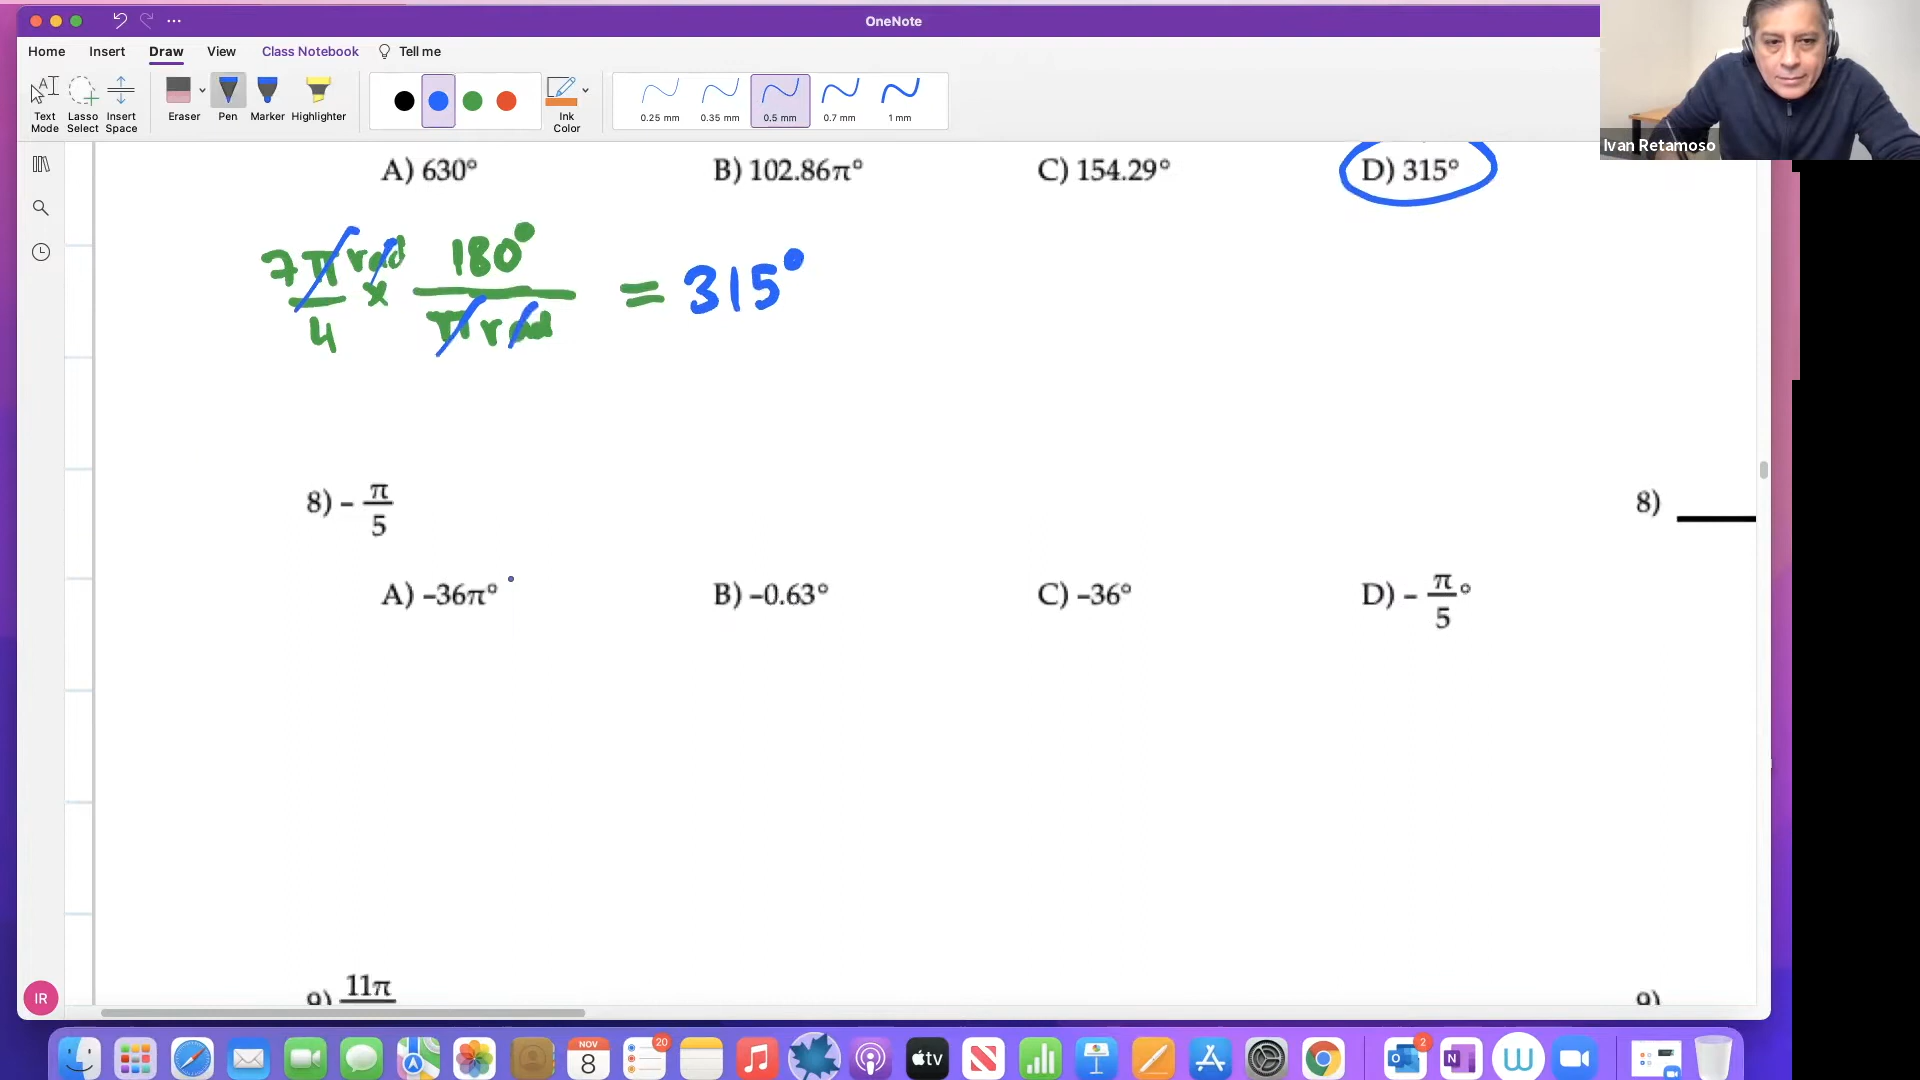 OneNote
Home Insert Draw View Class Notebook Tell me
Text Mode Lasso Select Insert Space Eraser Pen Marker Highlighter Ink Color 0.25 mm 0.35 mm 0.5 mm 0.7 mm 1 mm
Ivan Retamoso
A) 630° B) 102.86π° C) 154.29° D) 315°
7π rad / 4 x 180° / π rad = 315°
8) - π/5 8)
A) -36π° B) -0.63° C) -36° D) - π/5 °
9) 11π 9)
IR
20 NOV 8 tv 2